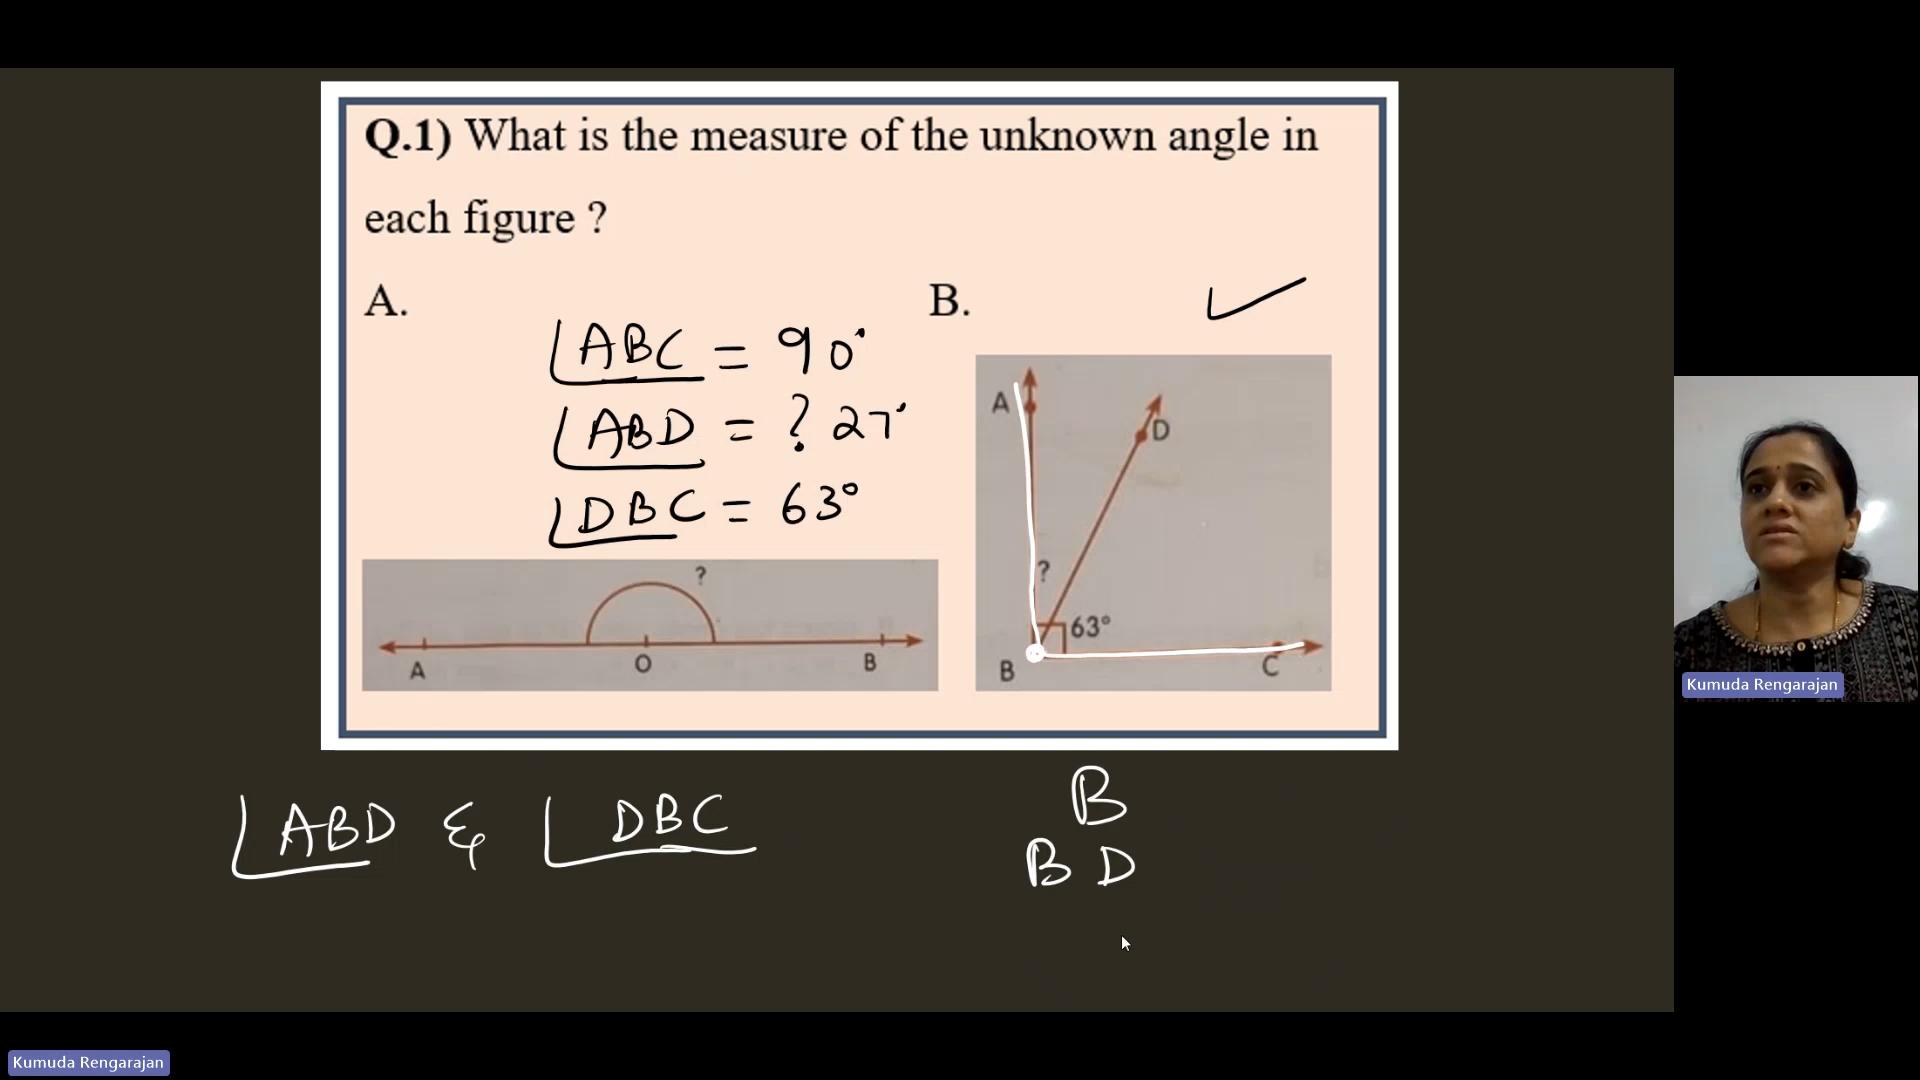 Q.1) What is the measure of the unknown angle in
each figure ?
A.
B.
∠ABC = 90°
∠ABD = ? 27°
∠DBC = 63°
?
A
O
B
A
D
?
63°
B
C
∠ABD & ∠DBC
B
BD
Kumuda Rengarajan
Kumuda Rengarajan